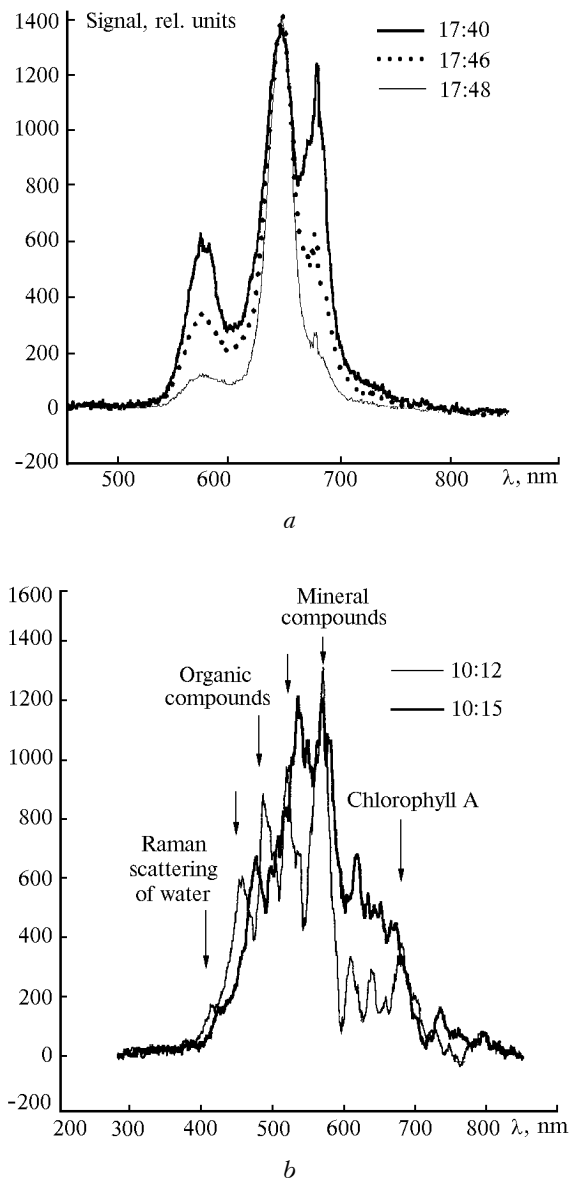 1400
Signal, rel. units
17:40
17:46
17:48
1200
1000
800
600
400
200
0
-200
500
600
700
800
λ, nm
a
1600
1400
1200
1000
800
600
400
200
0
-200
Mineral
compounds
Organic
compounds
10:12
10:15
Chlorophyll A
Raman
scattering
of water
200
300
400
500
600
700
800
λ, nm
b